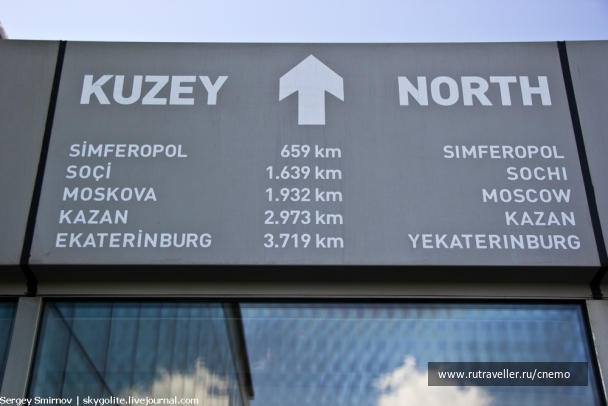 KUZEY NORTH
SİMFEROPOL 659 km SIMFEROPOL
SOÇİ 1.639 km SOCHI
MOSKOVA 1.932 km MOSCOW
KAZAN 2.973 km KAZAN
EKATERİNBURG 3.719 km YEKATERINBURG
www.rutraveller.ru/cnemo
Sergey Smirnov | skygolite.livejournal.com